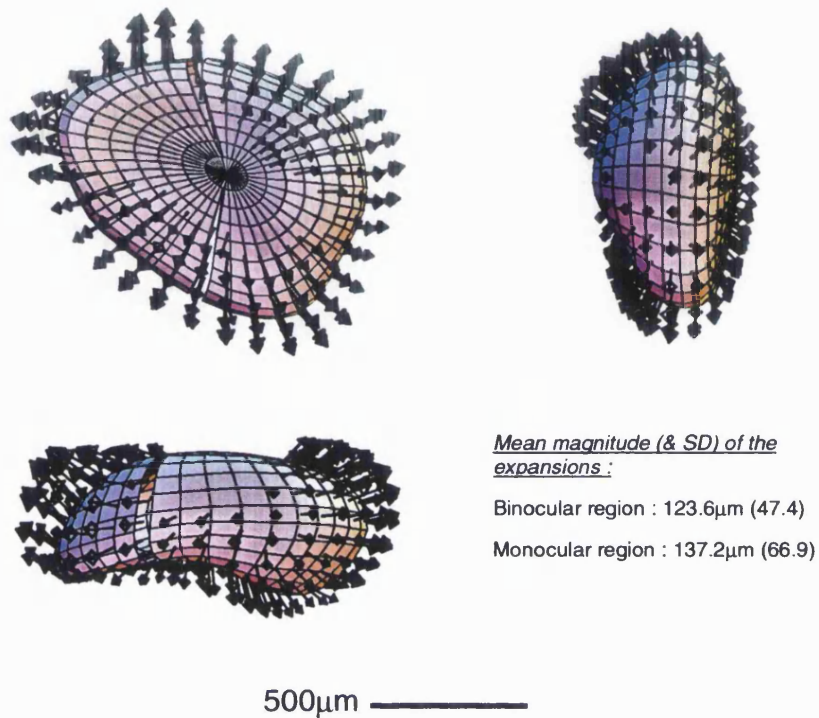 Mean magnitude (& SD) of the
expansions :
Binocular region : 123.6µm (47.4)
Monocular region : 137.2µm (66.9)
500µm